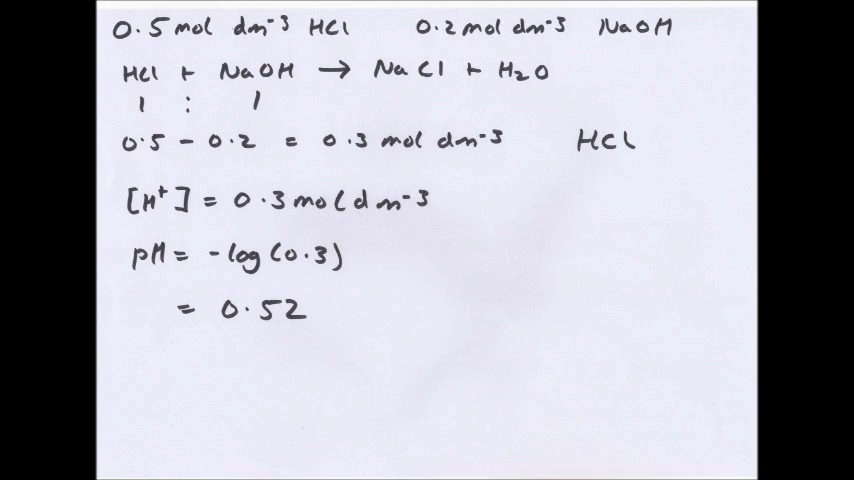 0.5 mol dm⁻³ HCl 0.2 mol dm⁻³ NaOH
HCl + NaOH → NaCl + H₂O
1 : 1
0.5 - 0.2 = 0.3 mol dm⁻³ HCl
[H⁺] = 0.3 mol dm⁻³
pH = -log(0.3)
= 0.52